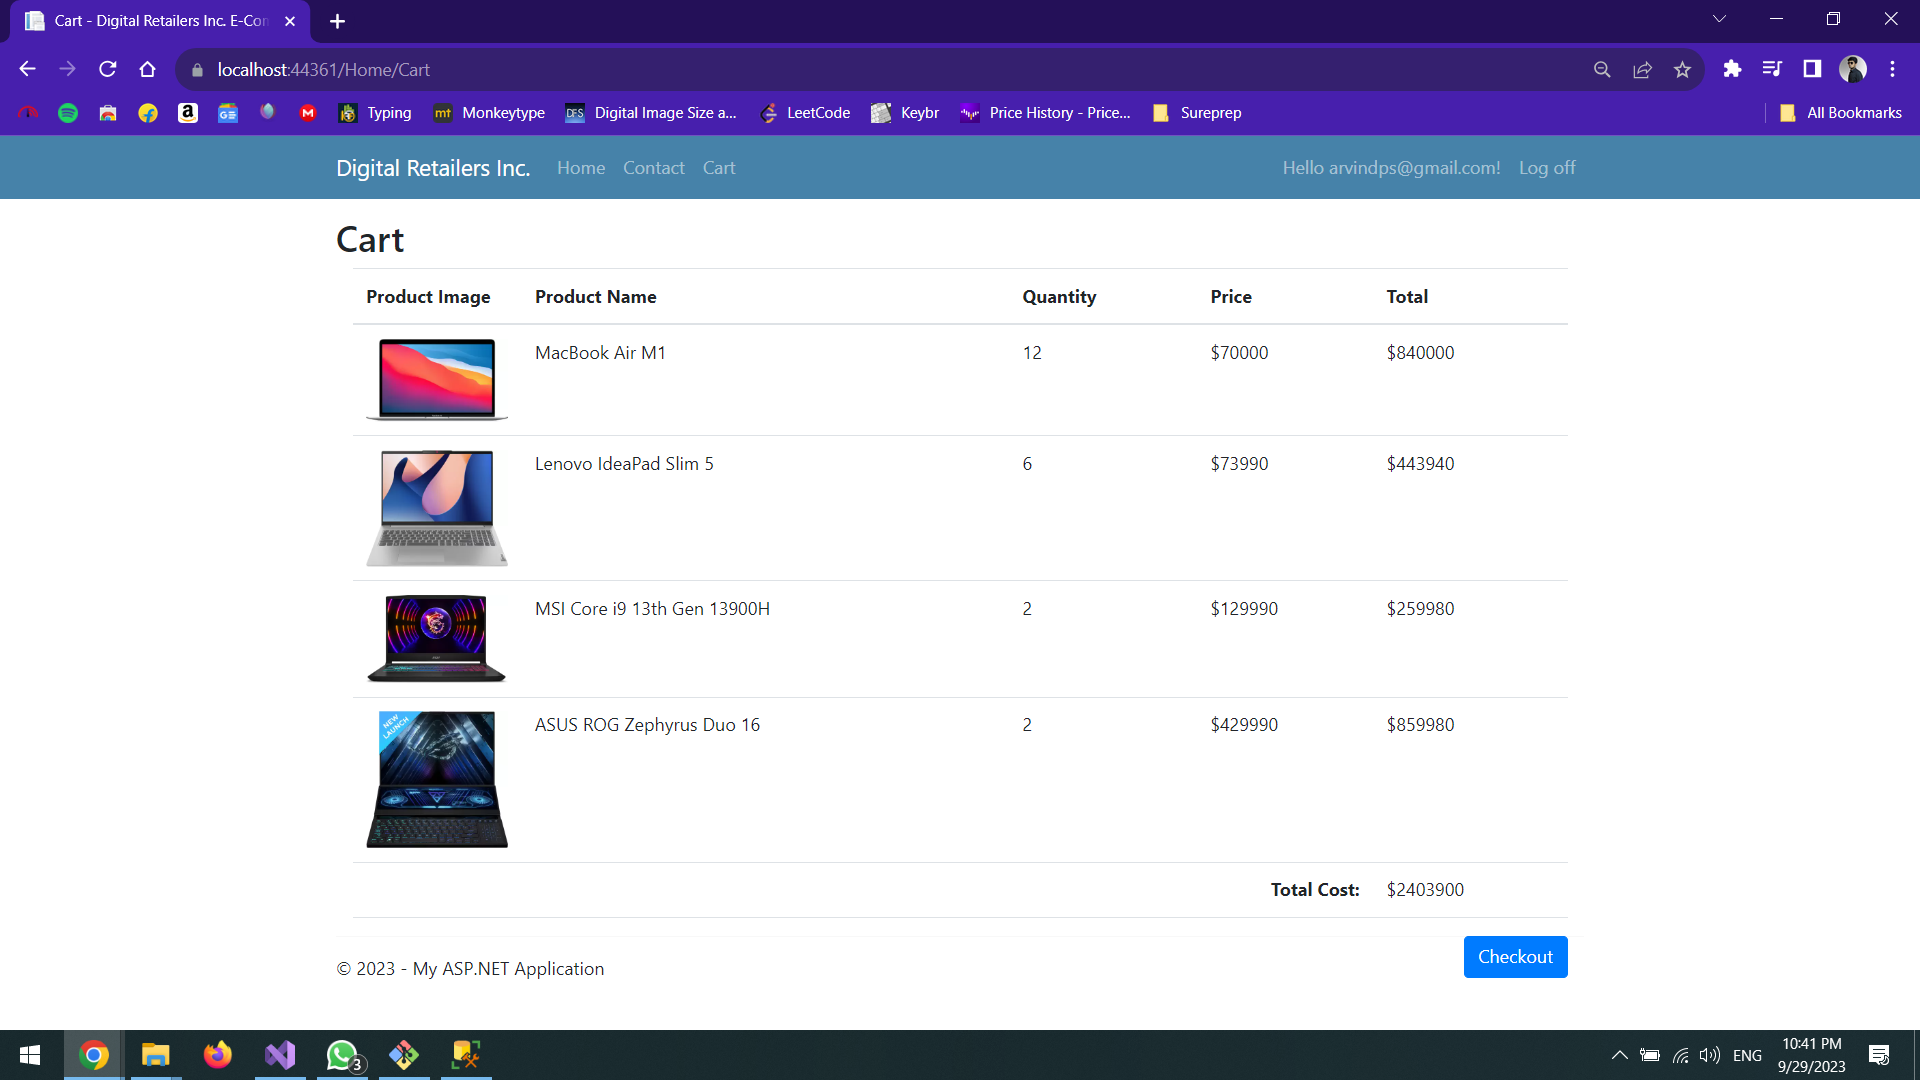 Cart - Digital Retailers Inc. E-Con
localhost:44361/Home/Cart
Typing
Monkeytype
Digital Image Size a...
LeetCode
Keybr
Price History - Price...
Sureprep
All Bookmarks
Digital Retailers Inc. Home Contact Cart Hello arvindps@gmail.com! Log off
Cart
Product Image Product Name Quantity Price Total
MacBook Air M1 12 $70000 $840000
Lenovo IdeaPad Slim 5 6 $73990 $443940
MSI Core i9 13th Gen 13900H 2 $129990 $259980
NEW
LAUNCH
ASUS ROG Zephyrus Duo 16 2 $429990 $859980
Total Cost: $2403900
Checkout
© 2023 - My ASP.NET Application
3
ENG
10:41 PM
9/29/2023